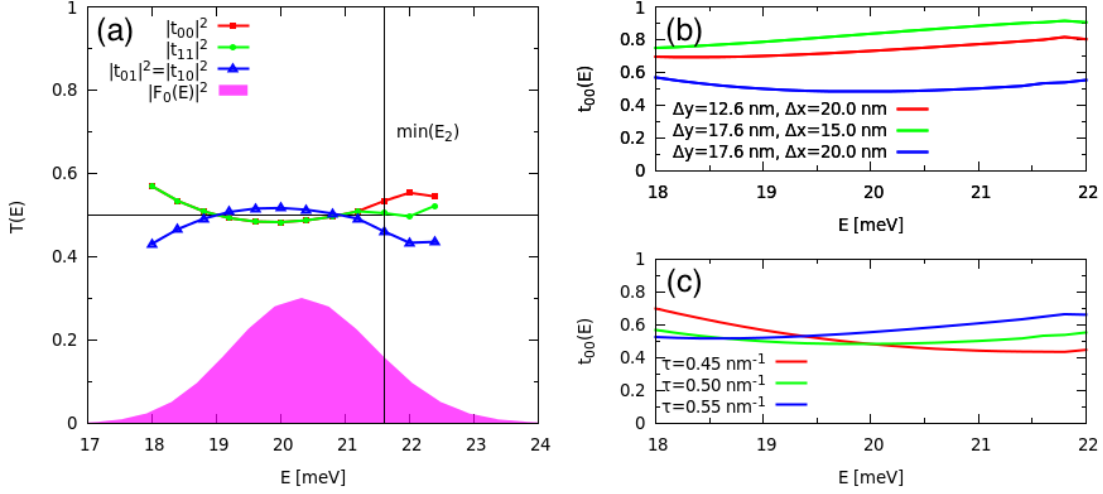 (a)
|t₀₀|²
|t₁₁|²
|t₀₁|²=|t₁₀|²
|F₀(E)|²
min(E₂)
T(E)
1
0.8
0.6
0.4
0.2
0
17 18 19 20 21 22 23 24
E [meV]
(b)
t₀₀(E)
1
0.8
0.6
0.4
0.2
0
Δy=12.6 nm, Δx=20.0 nm
Δy=17.6 nm, Δx=15.0 nm
Δy=17.6 nm, Δx=20.0 nm
18 19 20 21 22
E [meV]
(c)
t₀₀(E)
1
0.8
0.6
0.4
0.2
0
τ=0.45 nm⁻¹
τ=0.50 nm⁻¹
τ=0.55 nm⁻¹
18 19 20 21 22
E [meV]